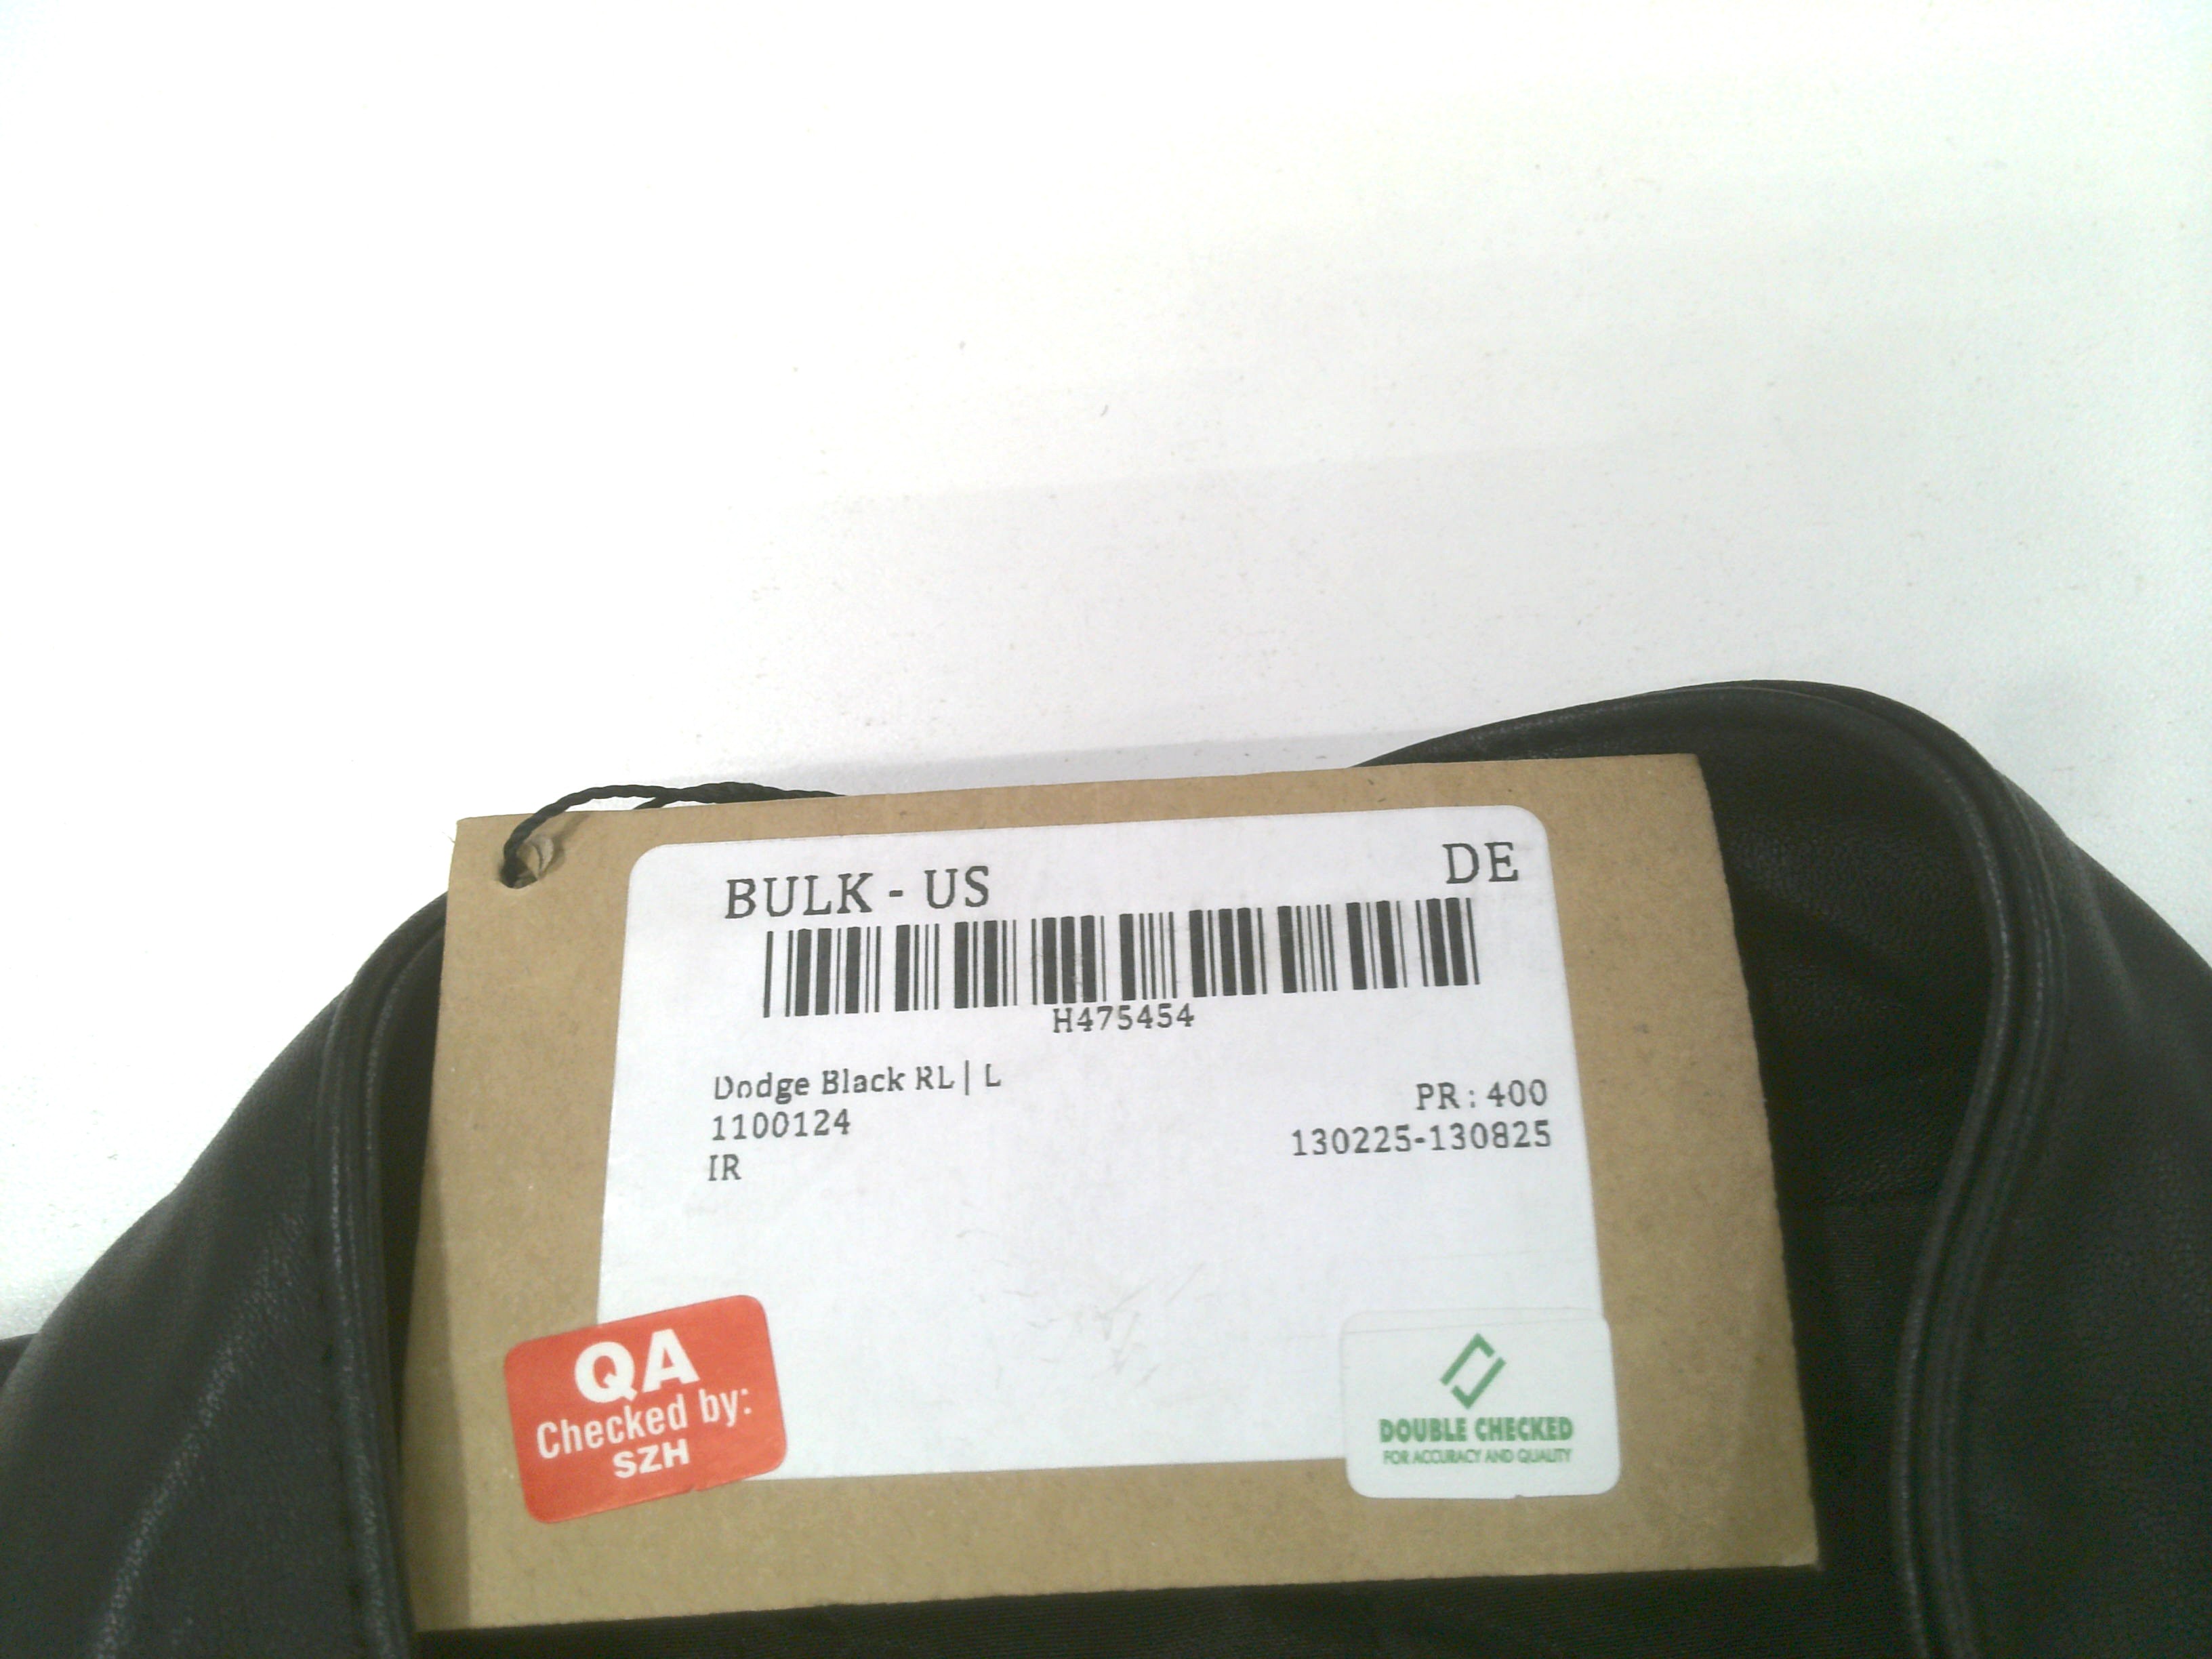 BULK - US DE
H475454
Dodge Black RL | L
1100124
IR
PR : 400
130225-130825
QA
Checked by:
SZH
DOUBLE CHECKED
FOR ACCURACY AND QUALITY